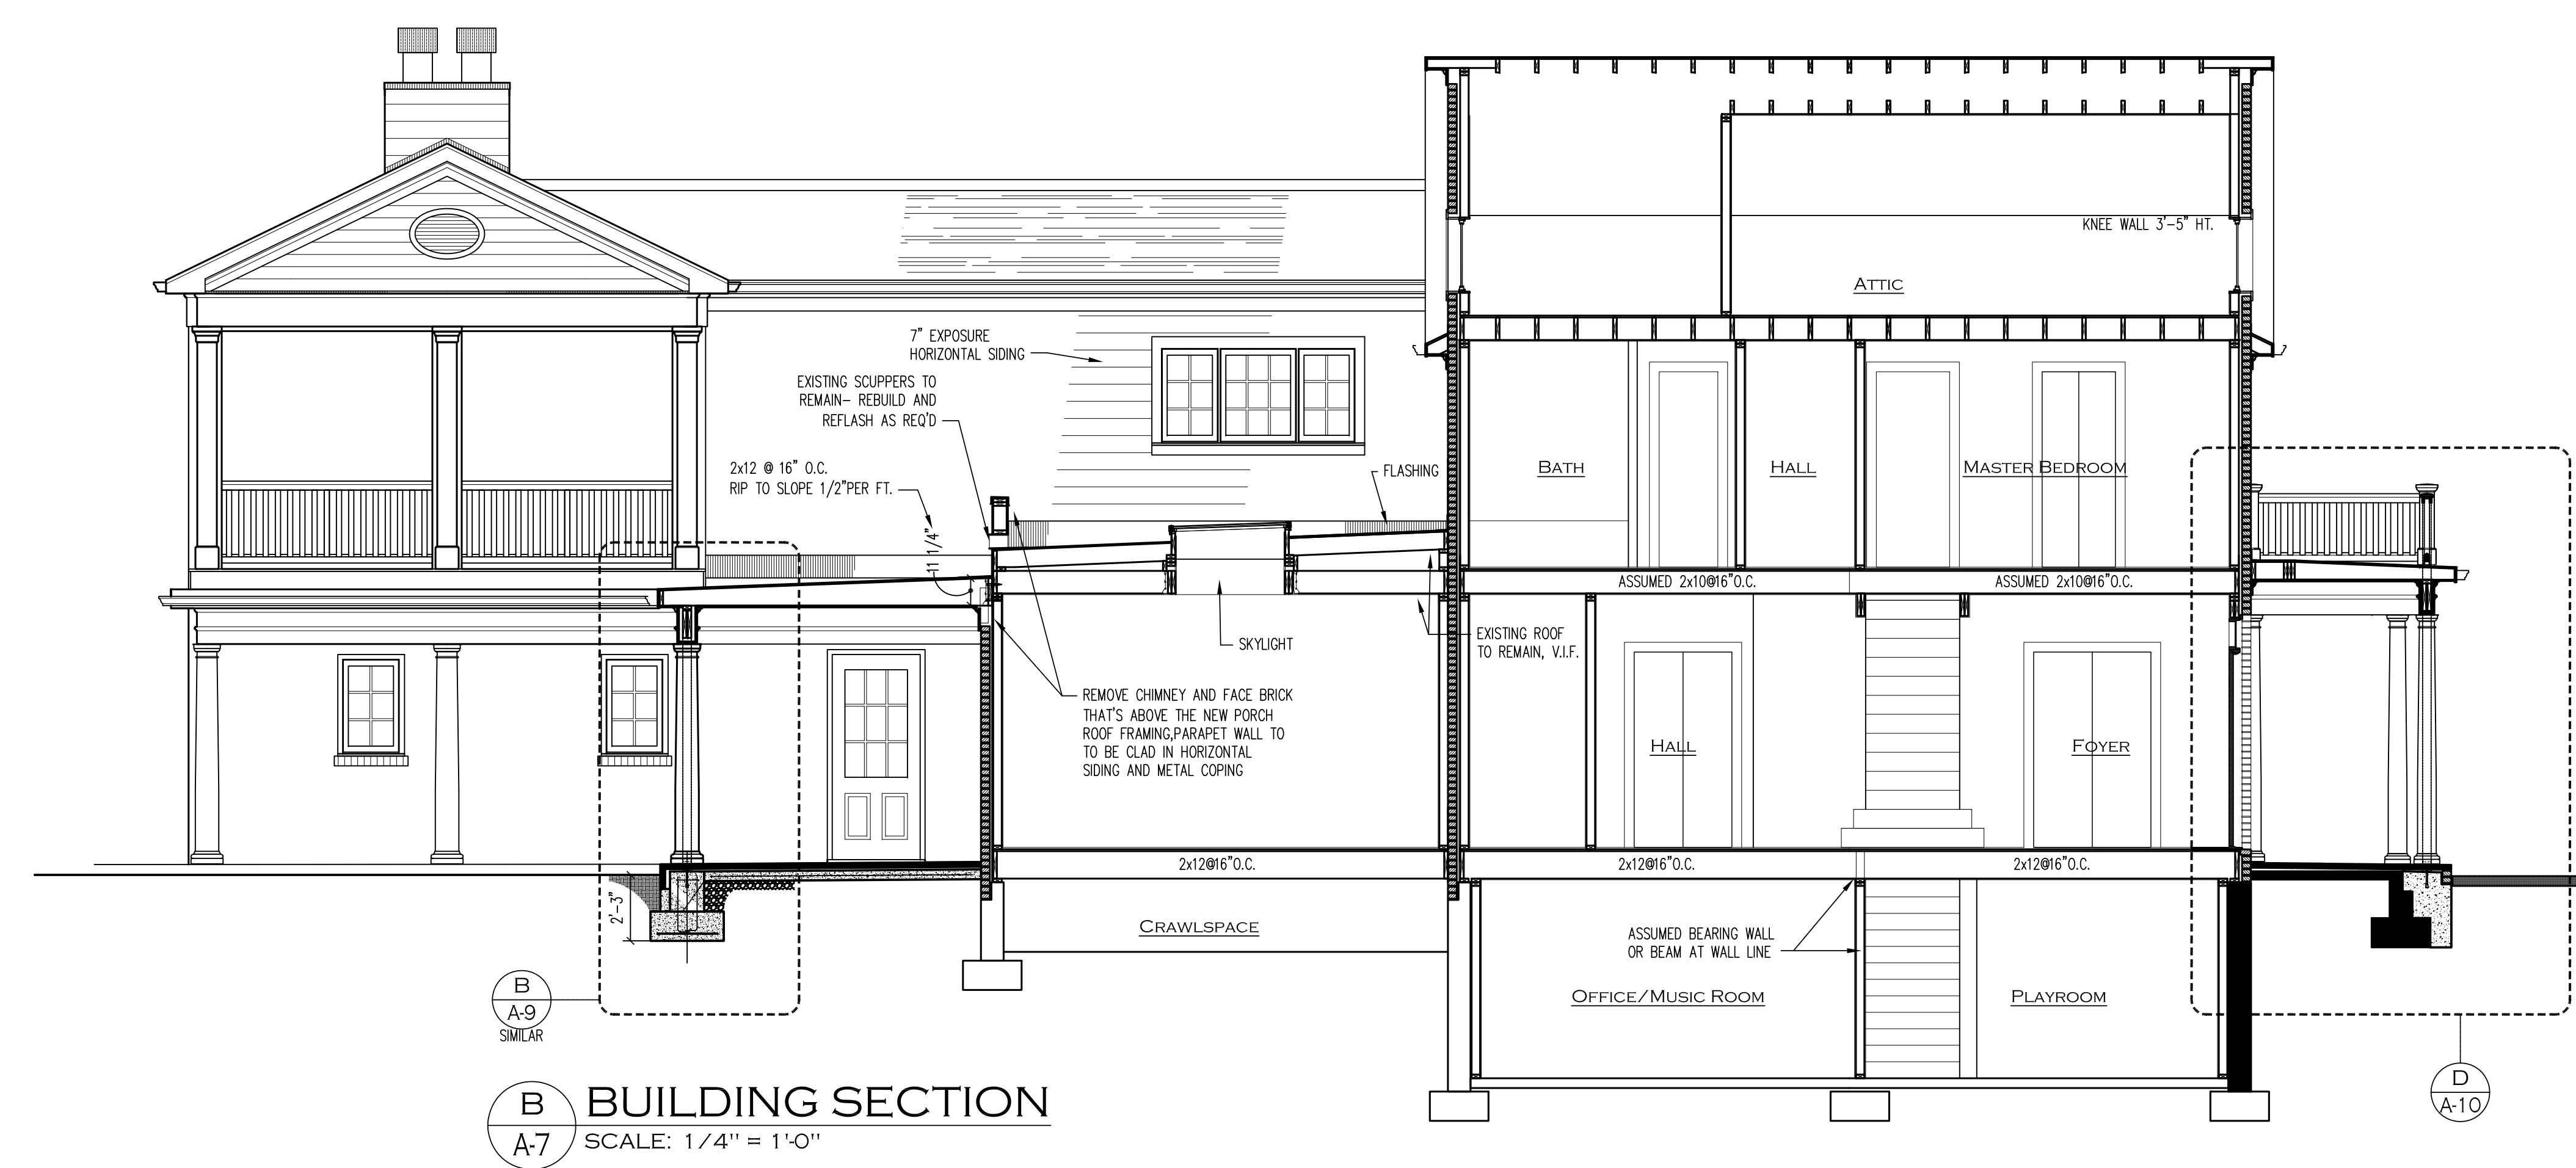 KNEE WALL 3'-5" HT.
ATTIC
7" EXPOSURE
HORIZONTAL SIDING
EXISTING SCUPPERS TO
REMAIN- REBUILD AND
REFLASH AS REQ'D
2x12 @ 16" O.C.
RIP TO SLOPE 1/2"PER FT.
11 1/4"
FLASHING
BATH
HALL
MASTER BEDROOM
ASSUMED 2x10@16"O.C.
ASSUMED 2x10@16"O.C.
SKYLIGHT
EXISTING ROOF
TO REMAIN, V.I.F.
REMOVE CHIMNEY AND FACE BRICK
THAT'S ABOVE THE NEW PORCH
ROOF FRAMING,PARAPET WALL TO
TO BE CLAD IN HORIZONTAL
SIDING AND METAL COPING
HALL
FOYER
2x12@16"O.C.
2x12@16"O.C.
2x12@16"O.C.
2'-3"
CRAWLSPACE
ASSUMED BEARING WALL
OR BEAM AT WALL LINE
OFFICE/MUSIC ROOM
PLAYROOM
B
A-9
SIMILAR
D
A-10
B
A-7
BUILDING SECTION
SCALE: 1/4" = 1'-0"